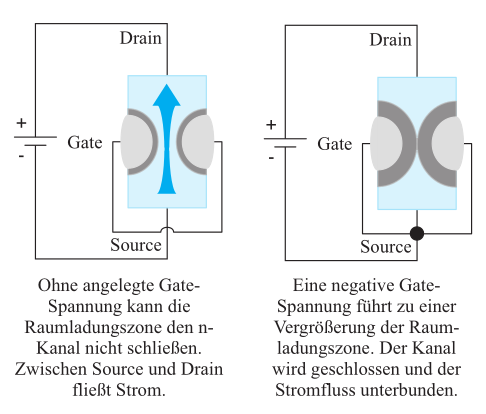 Drain
+
-
Gate
Source
Ohne angelegte Gate-
Spannung kann die
Raumladungszone den n-
Kanal nicht schließen.
Zwischen Source und Drain
fließt Strom.
Drain
+
-
Gate
Source
Eine negative Gate-
Spannung führt zu einer
Vergrößerung der Raum-
ladungszone. Der Kanal
wird geschlossen und der
Stromfluss unterbunden.